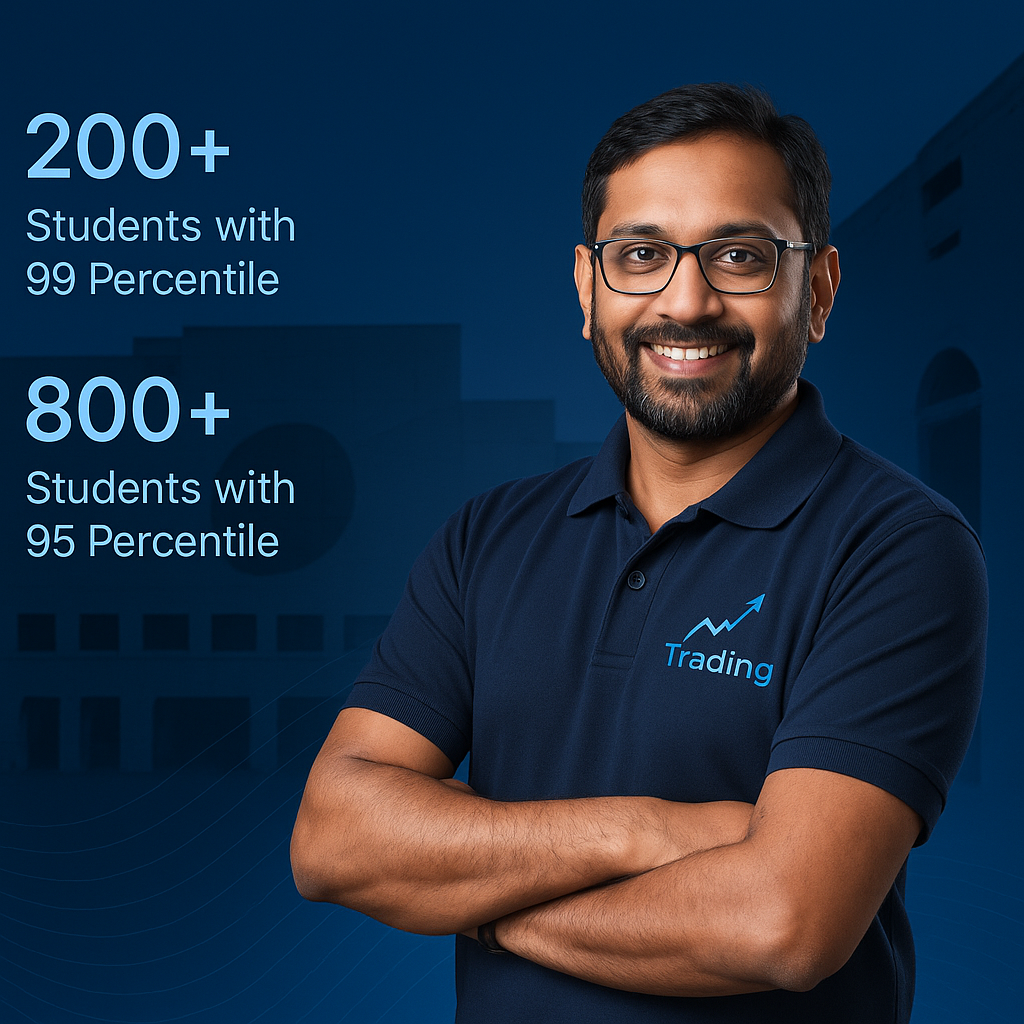 200+
Students with
99 Percentile
800+
Students with
95 Percentile
Trading